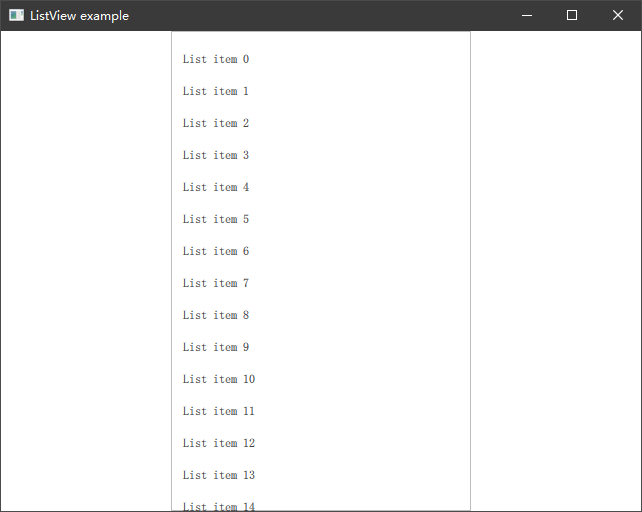 ListView example
List item 0
List item 1
List item 2
List item 3
List item 4
List item 5
List item 6
List item 7
List item 8
List item 9
List item 10
List item 11
List item 12
List item 13
List item 14